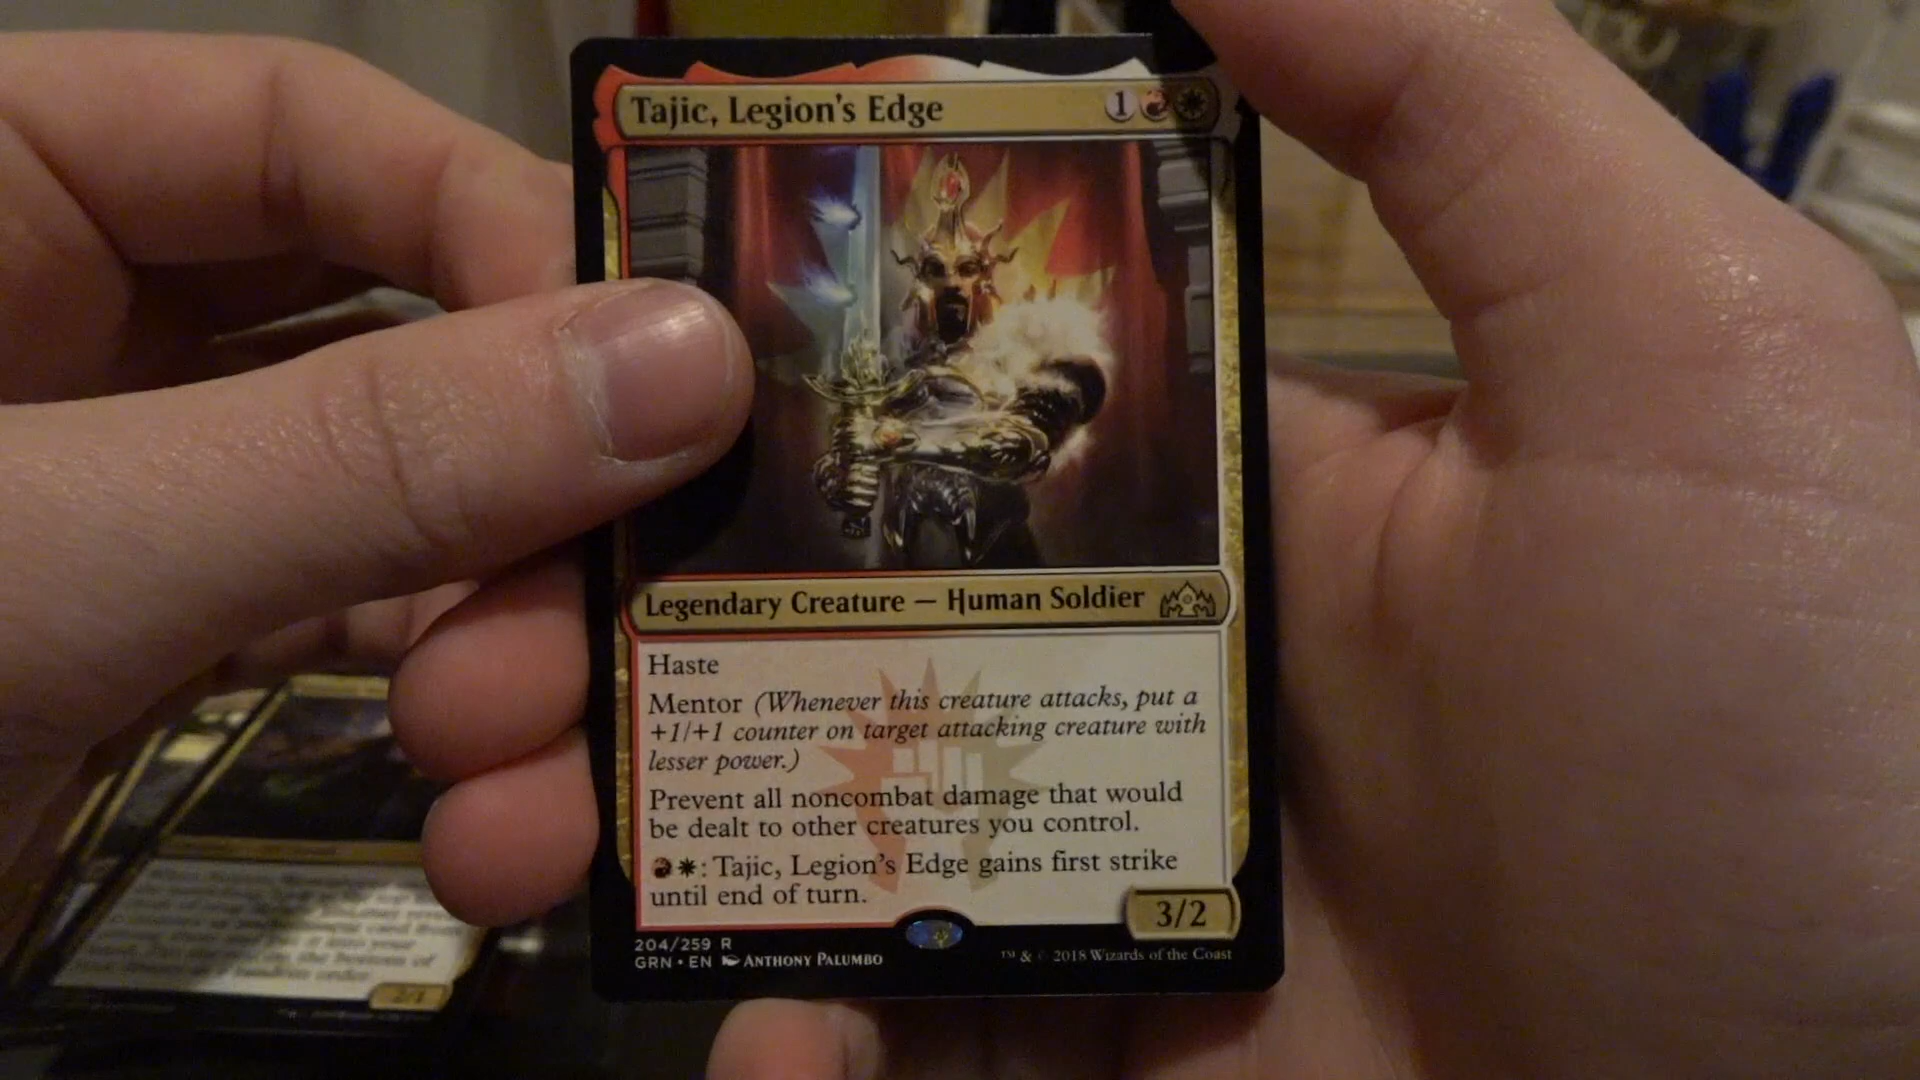 Tajic, Legion's Edge 1
Legendary Creature — Human Soldier
Haste
Mentor (Whenever this creature attacks, put a
+1/+1 counter on target attacking creature with
lesser power.)
Prevent all noncombat damage that would
be dealt to other creatures you control.
: Tajic, Legion's Edge gains first strike
until end of turn.
3/2
204/259 R
GRN • EN ANTHONY PALUMBO
™ & © 2018 Wizards of the Coast